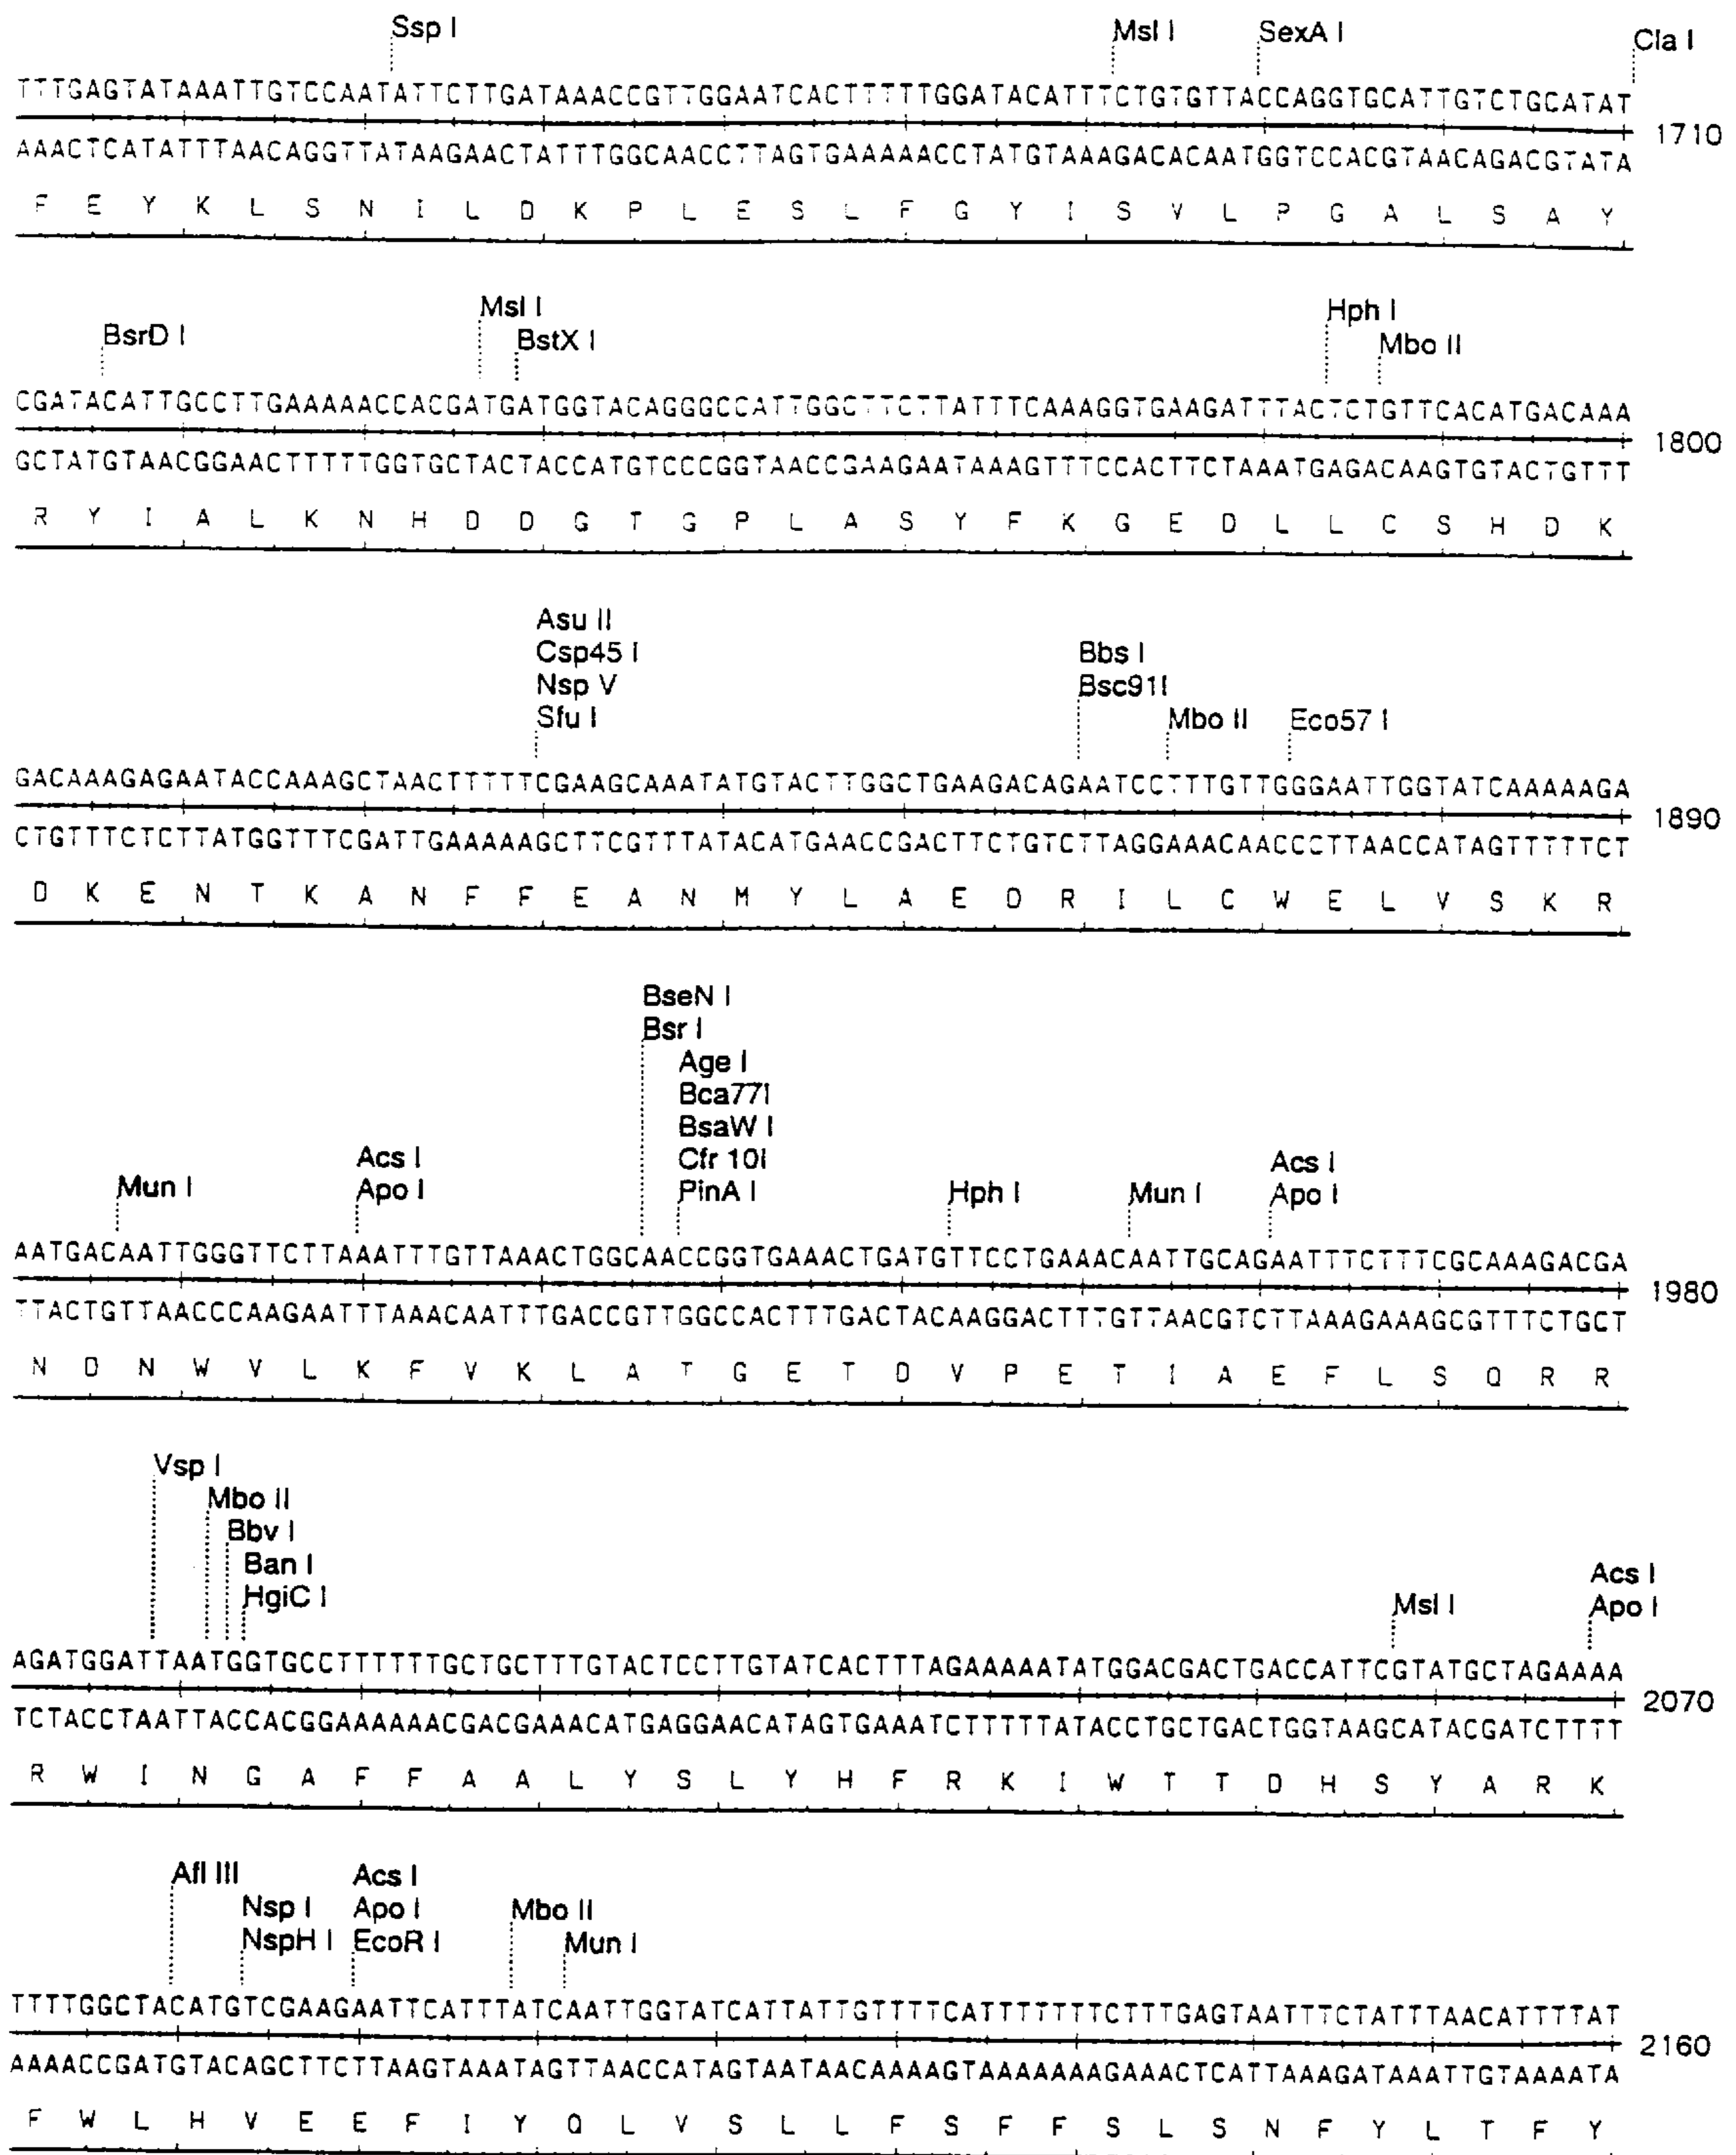 Ssp I Msl I SexA I Cla I
TTTGAGTATAAATTGTCCAATATTCTTGATAAACCGTTGGAATCACTTTTTGGATACATTTCTGTGTTACCAGGTGCATTGTCTGCATAT
1710
AAACTCATATTTAACAGGTTATAAGAACTATTTGGCAACCTTAGTGAAAAACCTATGTAAAGACACAATGGTCCACGTAACAGACGTATA
F E Y K L S N I L D K P L E S L F G Y I S V L P G A L S A Y
Msl I Hph I
BsrD I BstX I Mbo II
CGATACATTGCCTTGAAAAACCACGATGATGGTACAGGGCCATTGGCTTCTTATTTCAAAGGTGAAGATTTACTCTGTTCACATGACAAA
1800
GCTATGTAACGGAACTTTTTGGTGCTACTACCATGTCCCGGTAACCGAAGAATAAAGTTTCCACTTCTAAATGAGACAAGTGTACTGTTT
R Y I A L K N H D D G T G P L A S Y F K G E D L L C S H D K
Asu II
Csp45 I Bbs I
Nsp V Bsc91I
Sfu I Mbo II Eco57 I
GACAAAGAGAATACCAAAGCTAACTTTTTCGAAGCAAATATGTACTTGGCTGAAGACAGAATCCTTTGTTGGGAATTGGTATCAAAAAGA
1890
CTGTTTCTCTTATGGTTTCGATTGAAAAAGCTTCGTTTATACATGAACCGACTTCTGTCTTAGGAAACAACCCTTAACCATAGTTTTTCT
D K E N T K A N F F E A N M Y L A E D R I L C W E L V S K R
BseN I
Bsr I
Age I
Bca77I
BsaW I
Acs I Cfr 10I Acs I
Mun I Apo I PinA I Hph I Mun I Apo I
AATGACAATTGGGTTCTTAAATTTGTTAAACTGGCAACCGGTGAAACTGATGTTCCTGAAACAATTGCAGAATTTCTTTCGCAAAGACGA
1980
TTACTGTTAACCCAAGAATTTAAACAATTTGACCGTTGGCCACTTTGACTACAAGGACTTTGTTAACGTCTTAAAGAAAGCGTTTCTGCT
N D N W V L K F V K L A T G E T D V P E T I A E F L S Q R R
Vsp I
Mbo II
Bbv I
Ban I Acs I
HgiC I Msl I Apo I
AGATGGATTAATGGTGCCTTTTTTGCTGCTTTGTACTCCTTGTATCACTTTAGAAAAATATGGACGACTGACCATTCGTATGCTAGAAAA
2070
TCTACCTAATTACCACGGAAAAAACGACGAAACATGAGGAACATAGTGAAATCTTTTTATACCTGCTGACTGGTAAGCATACGATCTTTT
R W I N G A F F A A L Y S L Y H F R K I W T T D H S Y A R K
Afl III Acs I
Nsp I Apo I Mbo II
NspH I EcoR I Mun I
TTTTGGCTACATGTCGAAGAATTCATTTATCAATTGGTATCATTATTGTTTTCATTTTTTTCTTTGAGTAATTTCTATTTAACATTTTAT
2160
AAAACCGATGTACAGCTTCTTAAGTAAATAGTTAACCATAGTAATAACAAAAGTAAAAAAAGAAACTCATTAAAGATAAATTGTAAAATA
F W L H V E E F I Y Q L V S L L F S F F S L S N F Y L T F Y